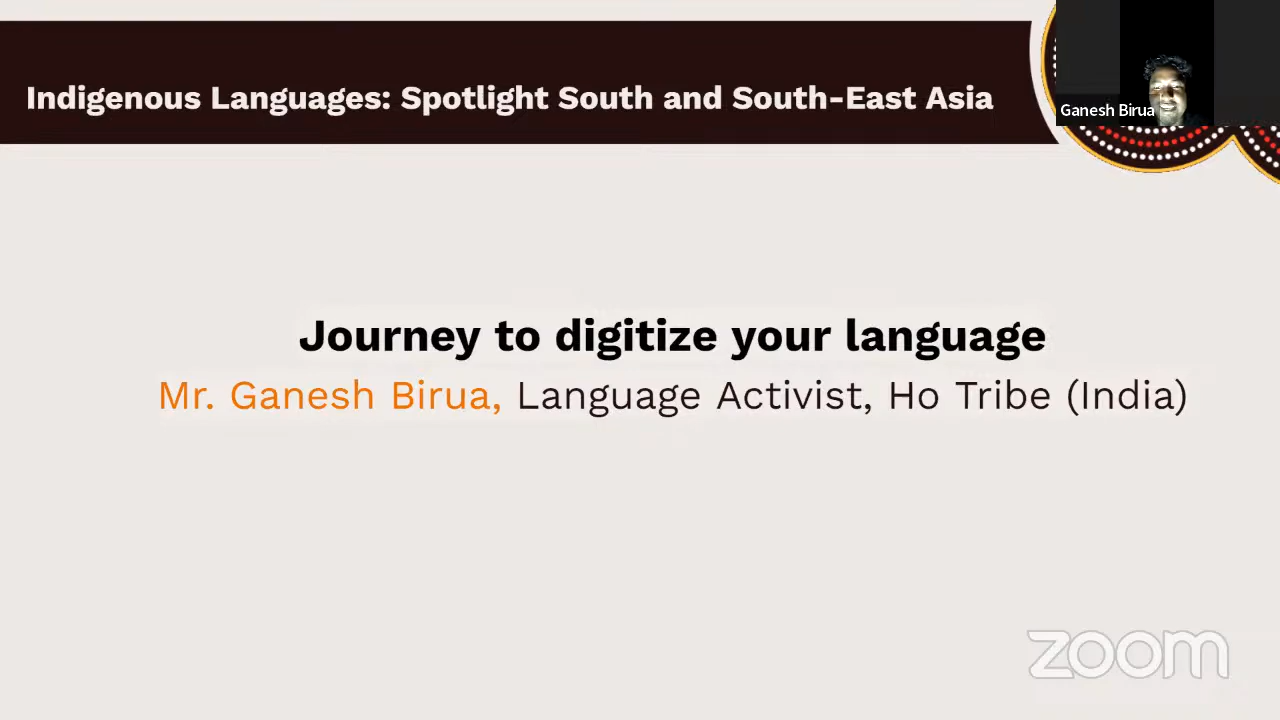 Indigenous Languages: Spotlight South and South-East Asia
Ganesh Birua
Journey to digitize your language
Mr. Ganesh Birua, Language Activist, Ho Tribe (India)
zoom